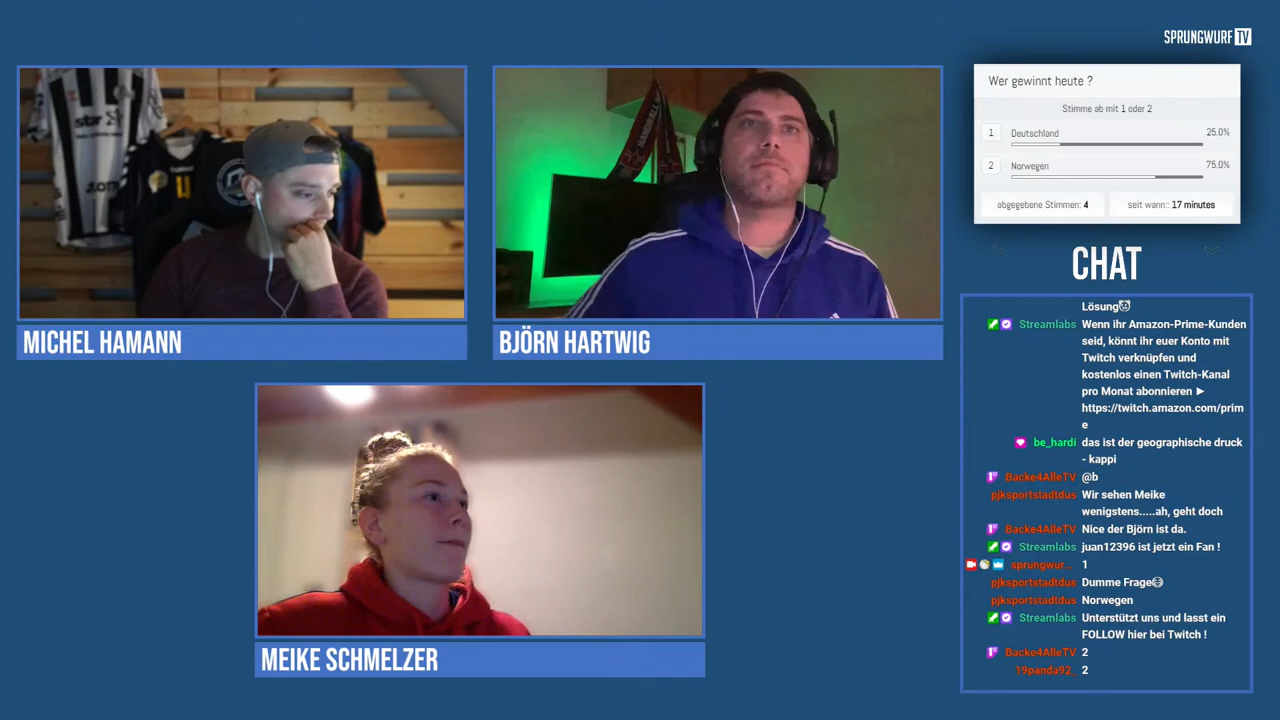 SPRUNGWURF TV
Wer gewinnt heute ?
Stimme ab mit 1 oder 2
1 Deutschland 25.0%
2 Norwegen 75.0%
abgegebene Stimmen: 4 seit wann:: 17 minutes
HANDBALL
MICHEL HAMANN
BJÖRN HARTWIG
MEIKE SCHMELZER
CHAT
Lösung
Streamlabs Wenn ihr Amazon-Prime-Kunden
seid, könnt ihr euer Konto mit
Twitch verknüpfen und
kostenlos einen Twitch-Kanal
pro Monat abonnieren ►
https://twitch.amazon.com/prim
e
be_hardi das ist der geographische druck
- kappi
Backe4AlleTV @b
pjksportstadtdus Wir sehen Meike
wenigstens.....ah, geht doch
Backe4AlleTV Nice der Björn ist da.
Streamlabs juan12396 ist jetzt ein Fan !
sprungwur... 1
pjksportstadtdus Dumme Frage
pjksportstadtdus Norwegen
Streamlabs Unterstützt uns und lasst ein
FOLLOW hier bei Twitch !
Backe4AlleTV 2
19panda92_ 2